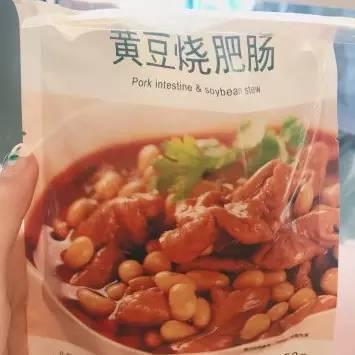 黄豆烧肥肠
Pork intestine & soybean stew